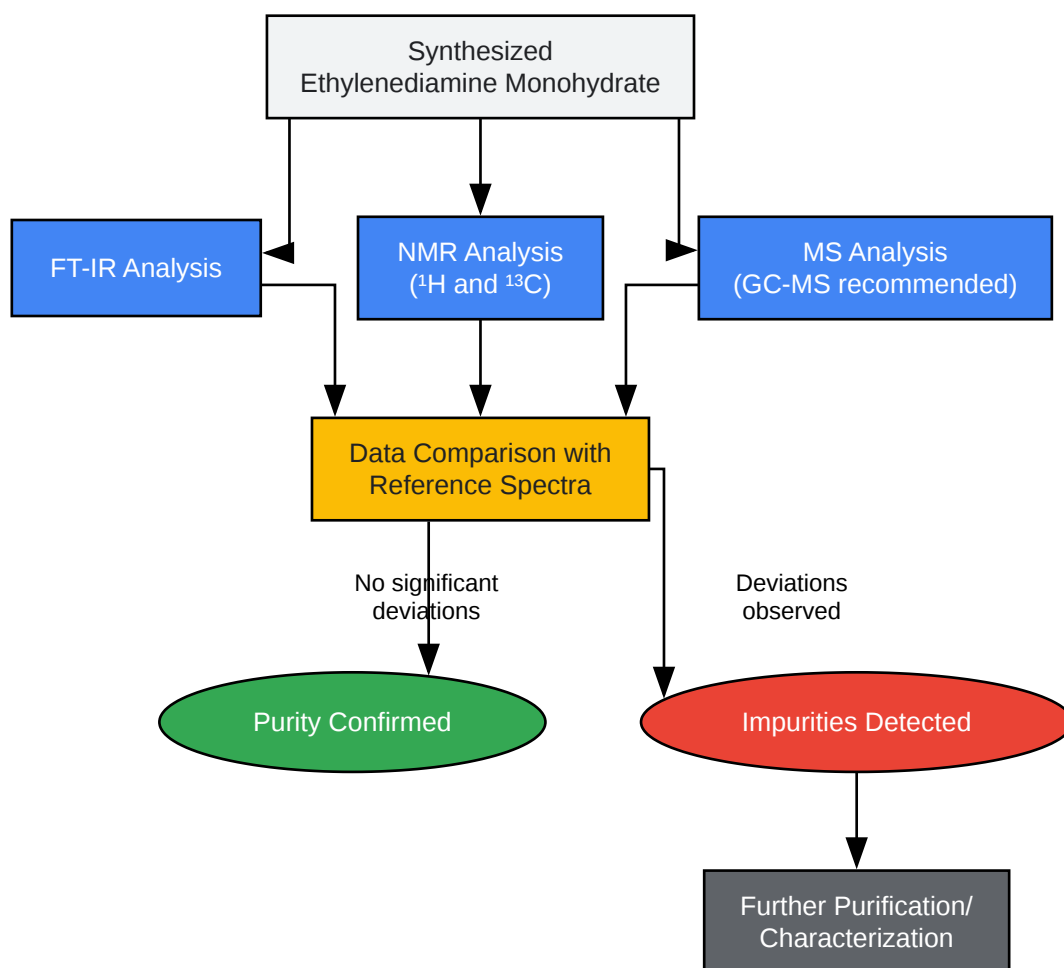 Synthesized
Ethylenediamine Monohydrate
FT-IR Analysis
NMR Analysis
(¹H and ¹³C)
MS Analysis
(GC-MS recommended)
Data Comparison with
Reference Spectra
No significant
deviations
Deviations
observed
Purity Confirmed
Impurities Detected
Further Purification/
Characterization